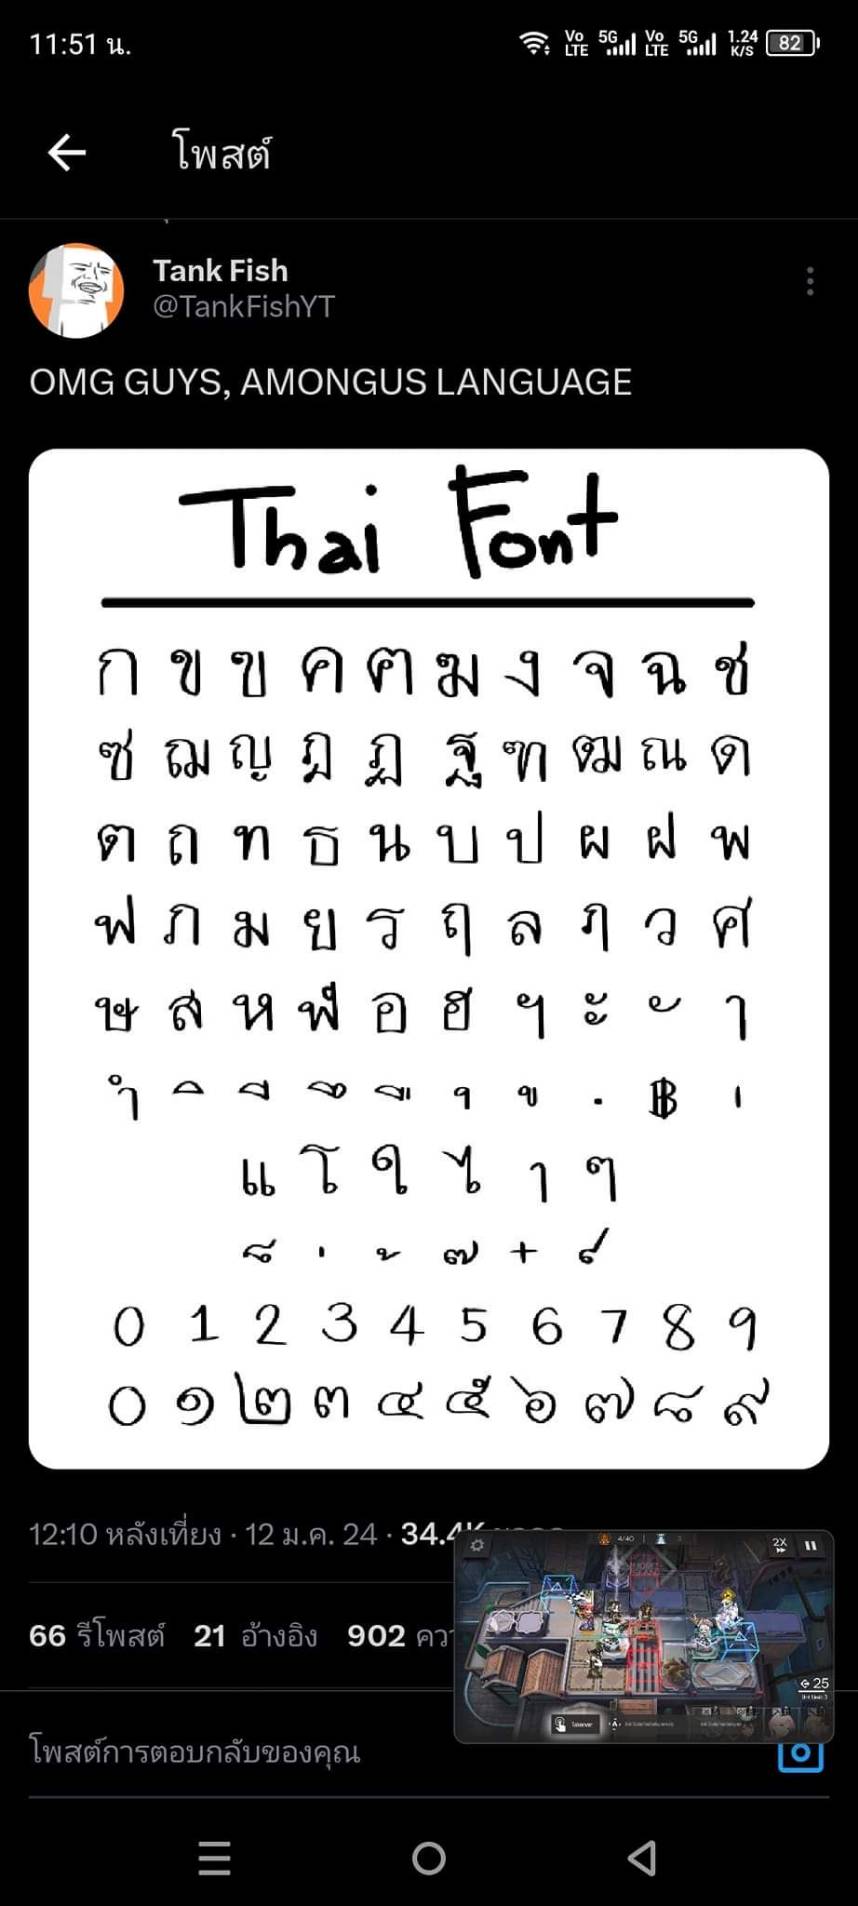 11:51 น.
Vo LTE 5G Vo LTE 5G 1.24 K/S 82
โพสต์
Tank Fish
@TankFishYT
OMG GUYS, AMONGUS LANGUAGE
Thai Font
ก ข ฃ ค ฅ ฆ ง จ ฉ ช
ซ ฌ ญ ฎ ฏ ฐ ฑ ฒ ณ ด
ต ถ ท ธ น บ ป ผ ฝ พ
ฟ ภ ม ย ร ฤ ล ฦ ว ศ
ษ ส ห ฬ อ ฮ ฯ ะ ั า
ำ ิ ี ึ ื ุ ู ฺ ฿ เ
แ โ ใ ไ ๅ ๆ
็ ่ ้ ๊ ๋ ์
0 1 2 3 4 5 6 7 8 9
๐ ๑ ๒ ๓ ๔ ๕ ๖ ๗ ๘ ๙
12:10 หลังเที่ยง · 12 ม.ค. 24 · 34.4K
4/40
2X
25
66 รีโพสต์ 21 อ้างอิง 902
Takeover
โพสต์การตอบกลับของคุณ